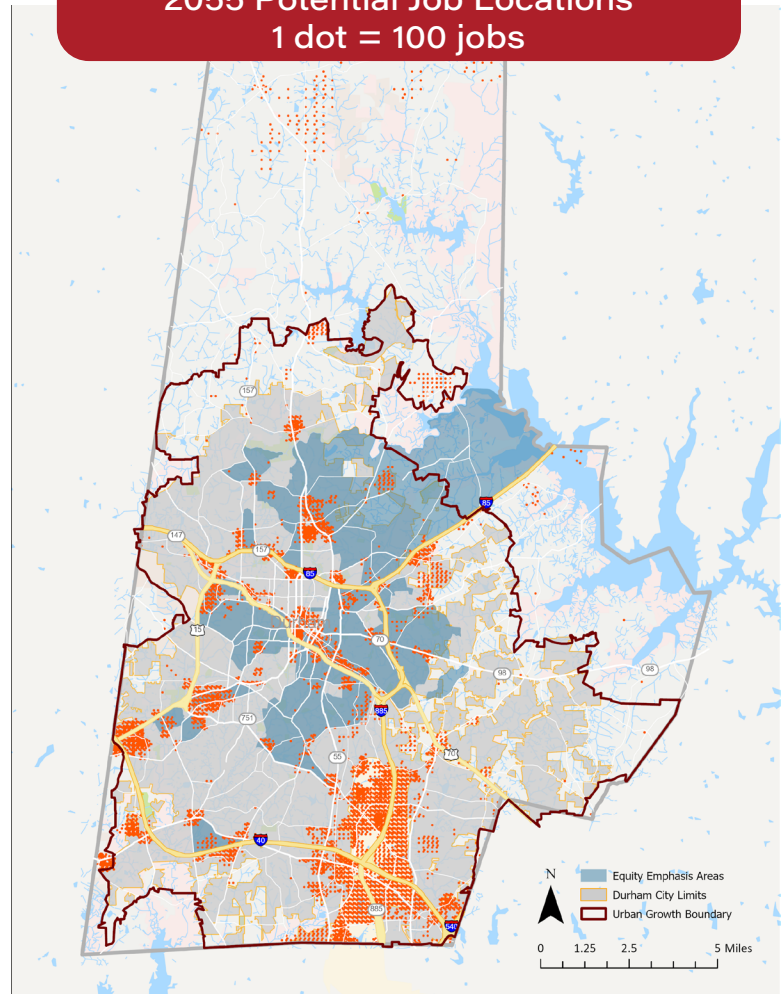 2055 Potential Job Locations
1 dot = 100 jobs
157
147
157
85
85
15
70
98
98
751
885
55
70
40
885
540
N
Equity Emphasis Areas
Durham City Limits
Urban Growth Boundary
0 1.25 2.5 5 Miles